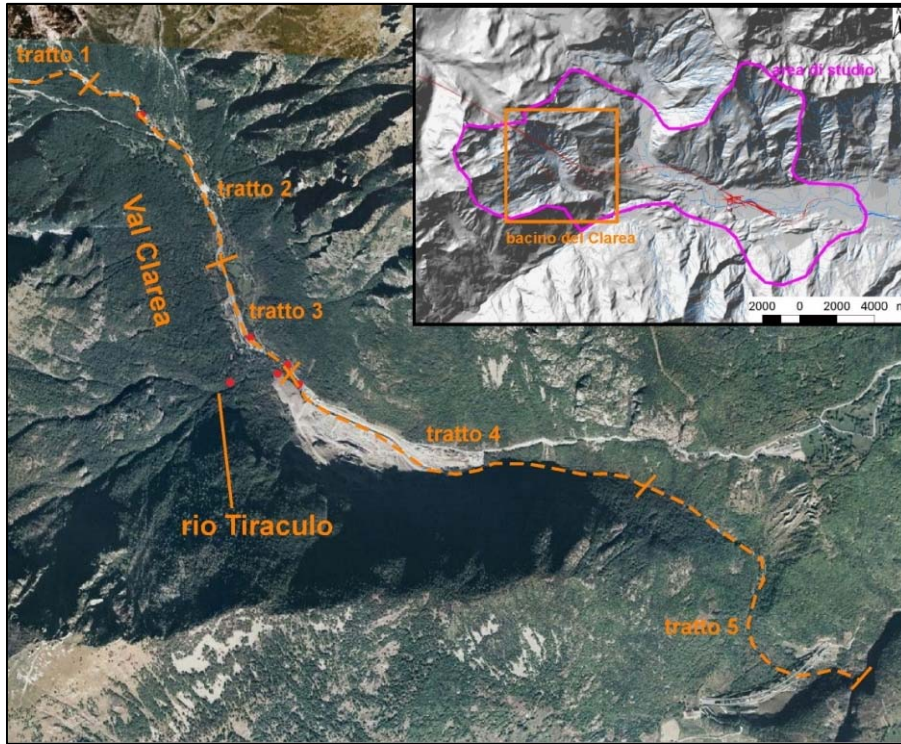 tratto 1
area di studio
bacino del Clarea
2000 0 2000 4000 m
tratto 2
Val Clarea
tratto 3
tratto 4
rio Tiraculo
tratto 5